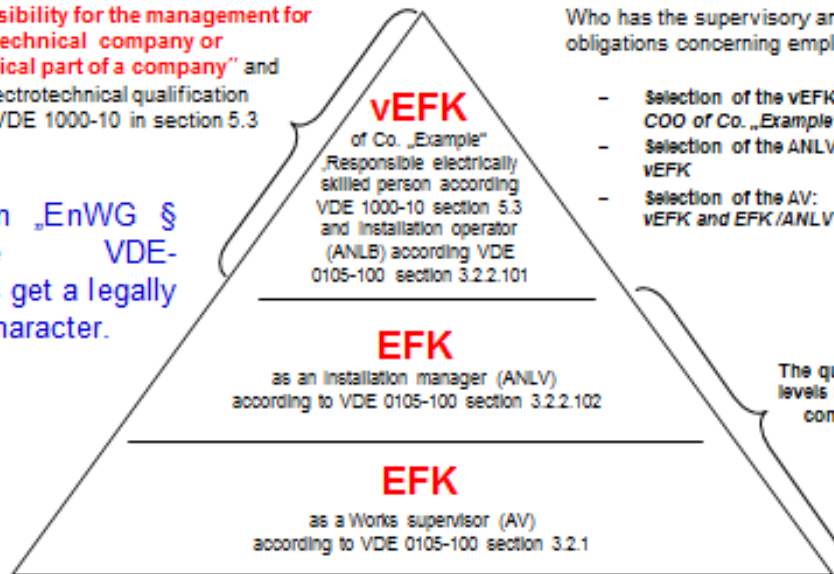 sibility for the management for
technical company or
ical part of a company" and
ectrotechnical qualification
VDE 1000-10 in section 5.3
n „EnWG §
VDE-
get a legally
haracter.
vEFK
of Co. „Example"
„Responsible electrically
skilled person according
VDE 1000-10 section 5.3
and Installation operator
(ANLB) according VDE
0105-100 section 3.2.2.101
EFK
as an Installation manager (ANLV)
according to VDE 0105-100 section 3.2.2.102
EFK
as a Works supervisor (AV)
according to VDE 0105-100 section 3.2.1
Who has the supervisory an
obligations concerning empl
– Selection of the vEFK
COO of Co. „Example
– Selection of the ANLV
vEFK
– Selection of the AV:
vEFK and EFK /ANLV
The qu
levels
con